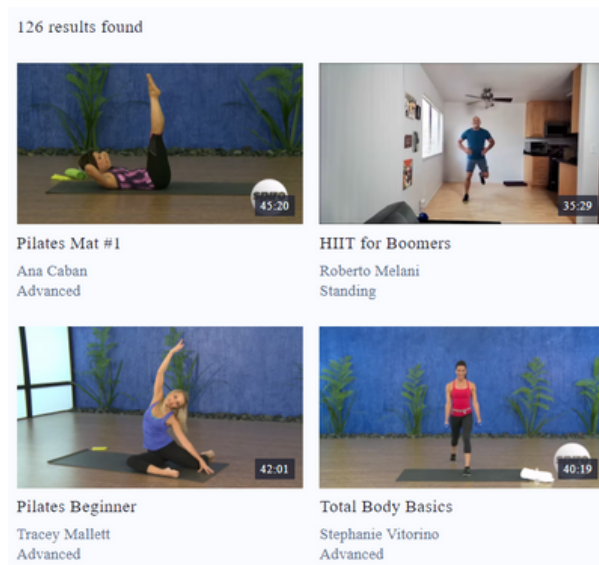 126 results found
45:20
35:29
Pilates Mat #1
HIIT for Boomers
Ana Caban
Roberto Melani
Advanced
Standing
42:01
40:19
Pilates Beginner
Total Body Basics
Tracey Mallett
Stephanie Vitorino
Advanced
Advanced